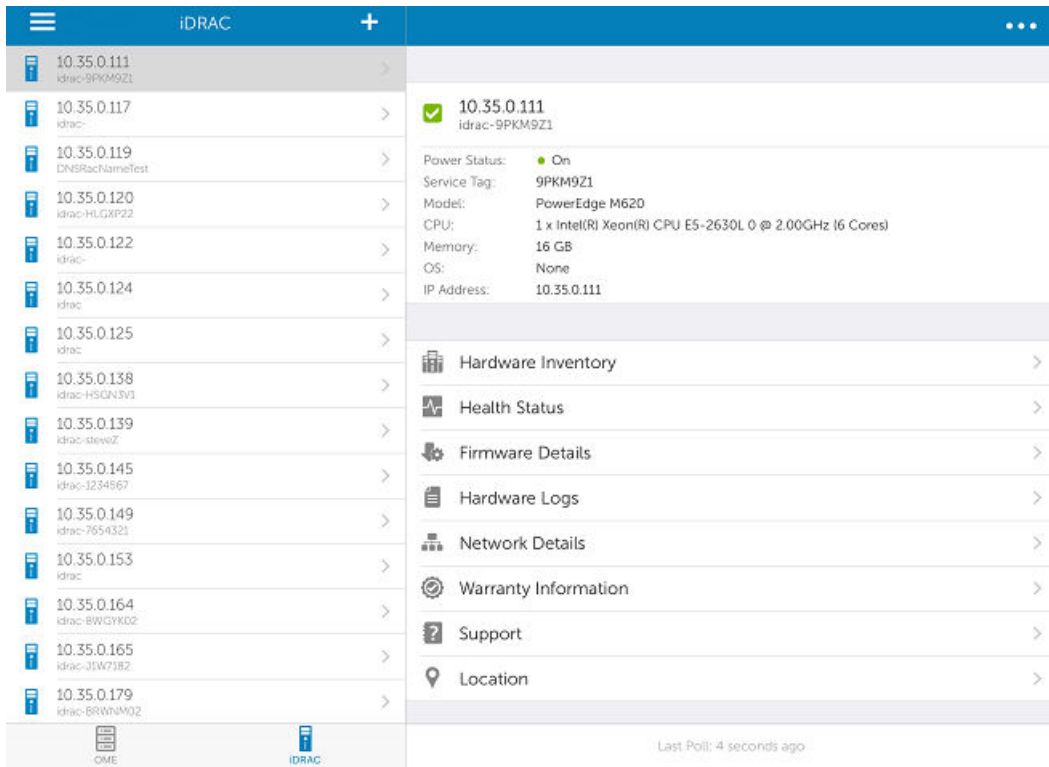 iDRAC +
10.35.0.111
idrac-9PKM9Z1
10.35.0.117
idrac-
10.35.0.119
DNSRacNameTest
10.35.0.120
idrac-HLGXP22
10.35.0.122
idrac-
10.35.0.124
idrac
10.35.0.125
idrac
10.35.0.138
idrac-HSGN3V1
10.35.0.139
idrac-steveZ
10.35.0.145
idrac-1234567
10.35.0.149
idrac-7654321
10.35.0.153
idrac
10.35.0.164
idrac-BWGYK02
10.35.0.165
idrac-J1W7182
10.35.0.179
idrac-BRWNM02
OME
iDRAC
10.35.0.111
idrac-9PKM9Z1
Power Status: On
Service Tag: 9PKM9Z1
Model: PowerEdge M620
CPU: 1 x Intel(R) Xeon(R) CPU E5-2630L 0 @ 2.00GHz (6 Cores)
Memory: 16 GB
OS: None
IP Address: 10.35.0.111
Hardware Inventory
Health Status
Firmware Details
Hardware Logs
Network Details
Warranty Information
Support
Location
Last Poll: 4 seconds ago